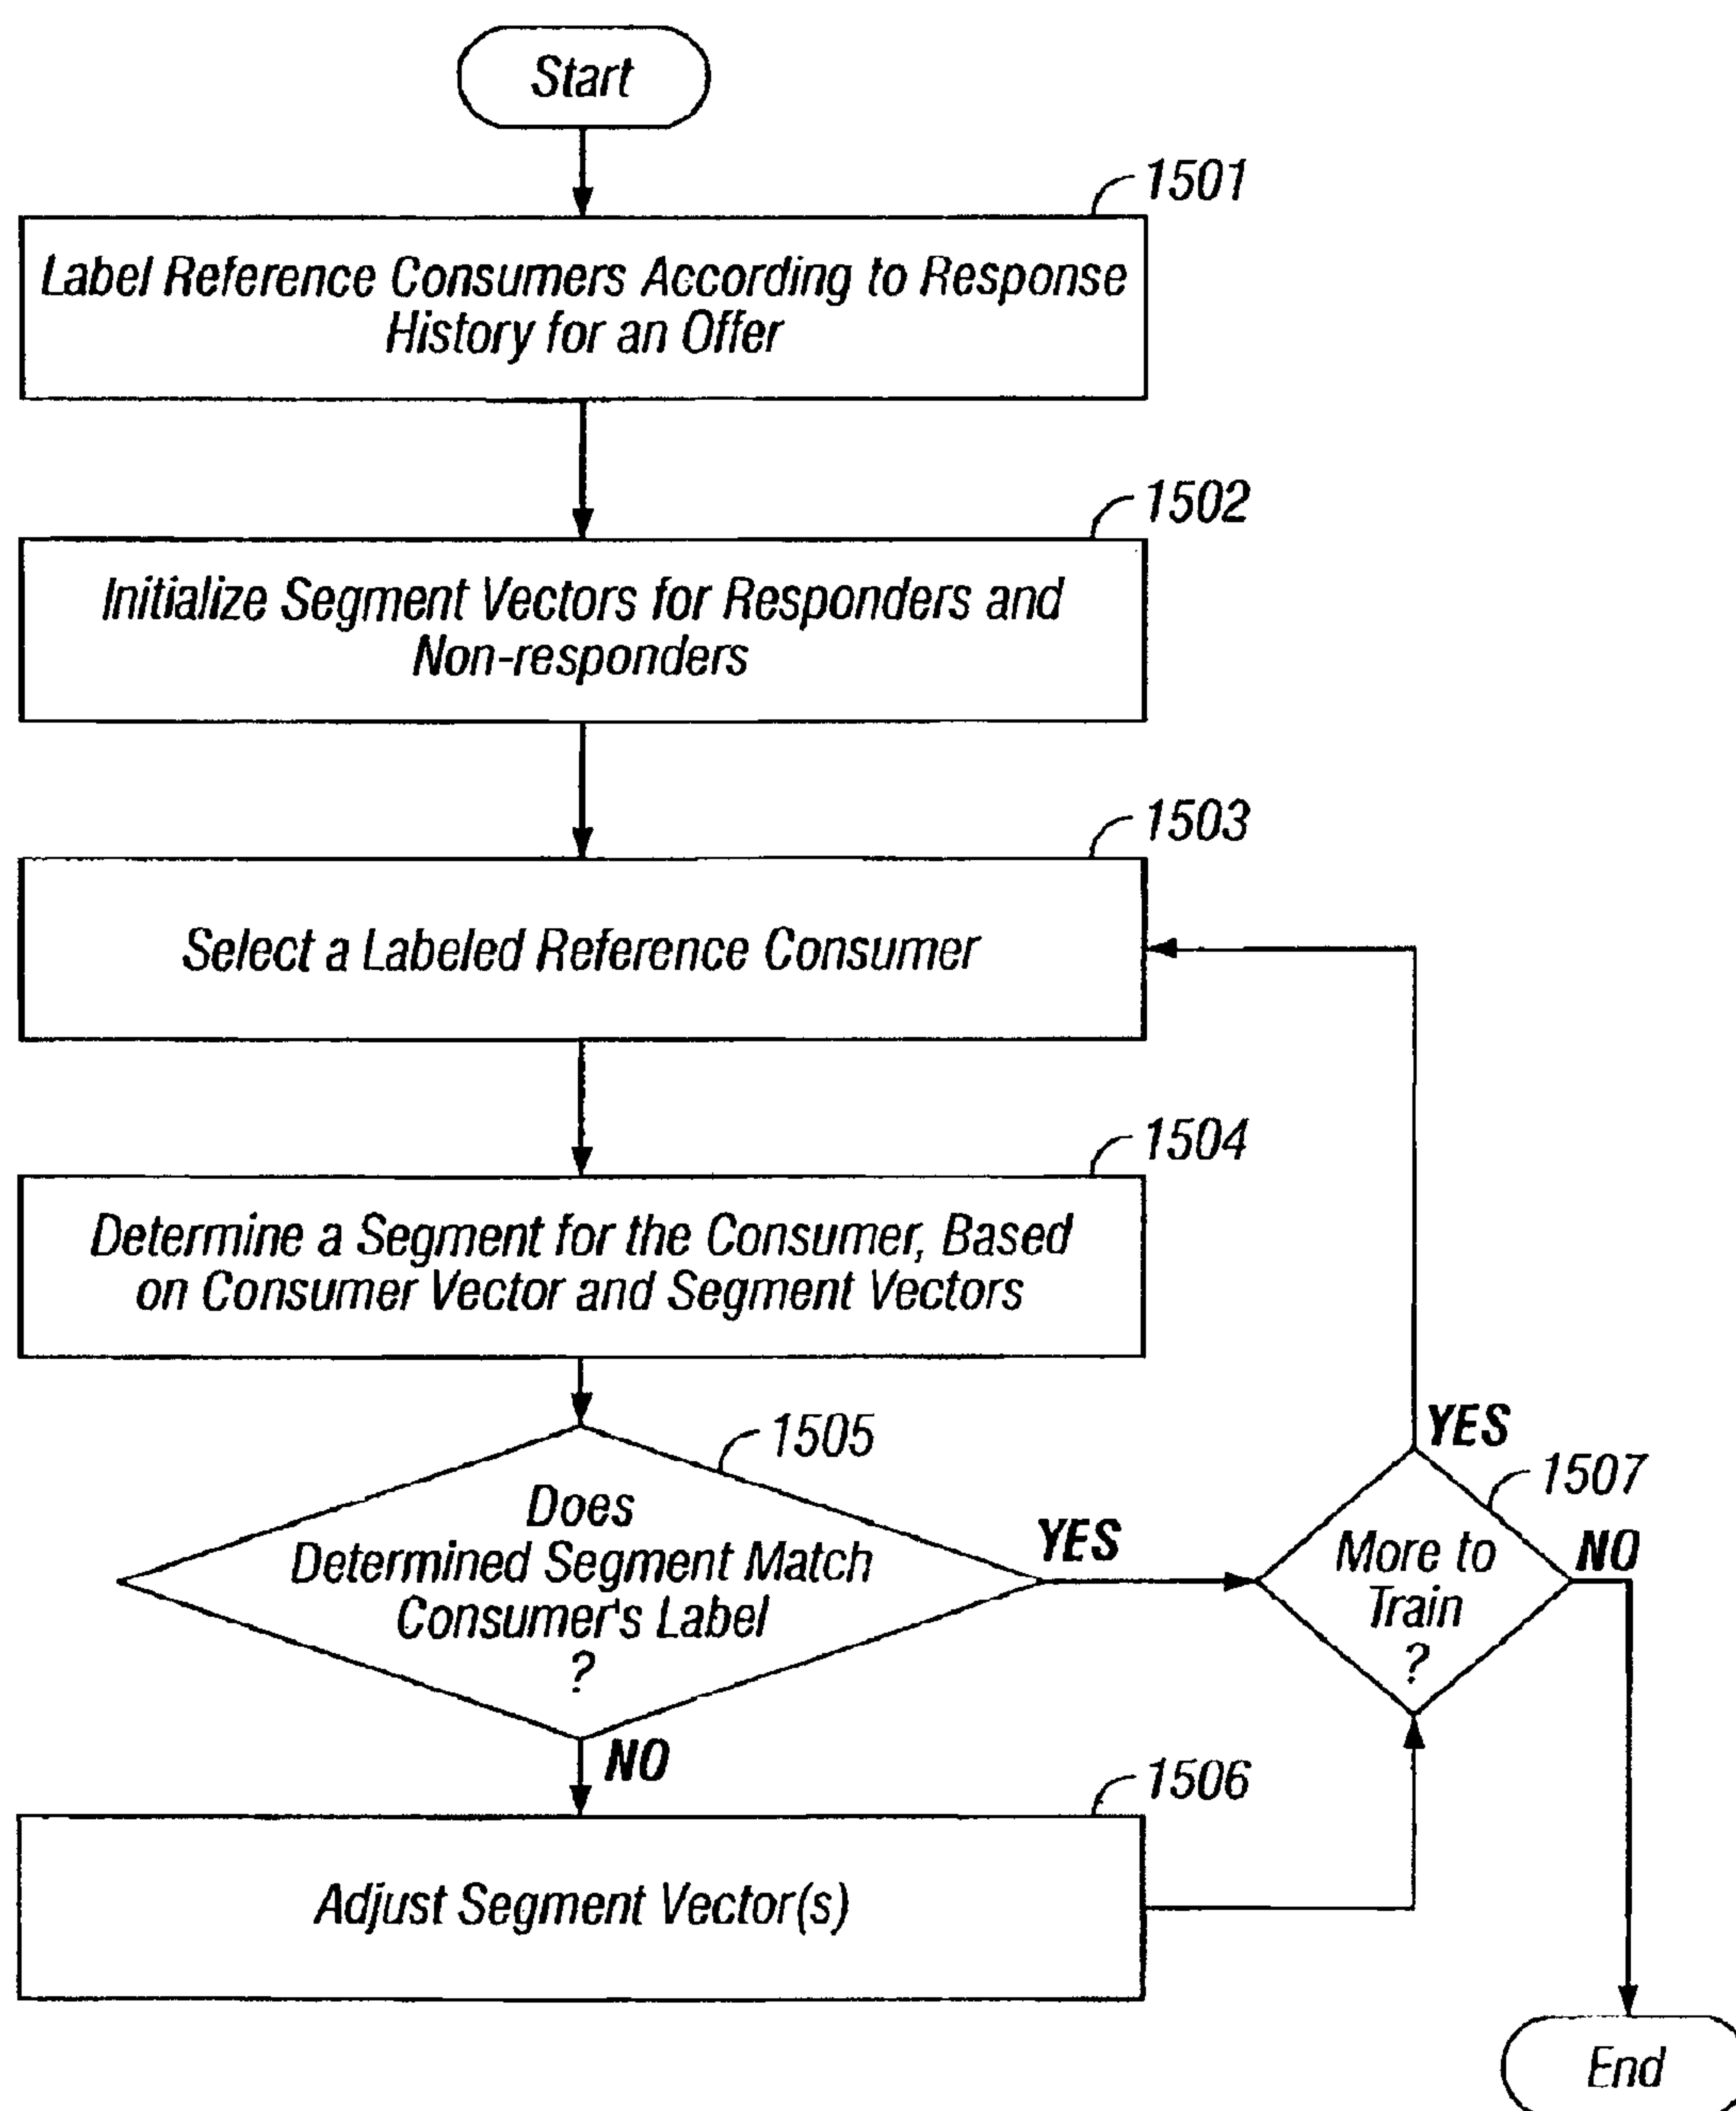 Start
1501
Label Reference Consumers According to Response
History for an Offer
1502
Initialize Segment Vectors for Responders and
Non-responders
1503
Select a Labeled Reference Consumer
1504
Determine a Segment for the Consumer, Based
on Consumer Vector and Segment Vectors
1505
Does
Determined Segment Match
Consumer's Label
?
YES
NO
1507
More to
Train
?
YES
NO
1506
Adjust Segment Vector(s)
End